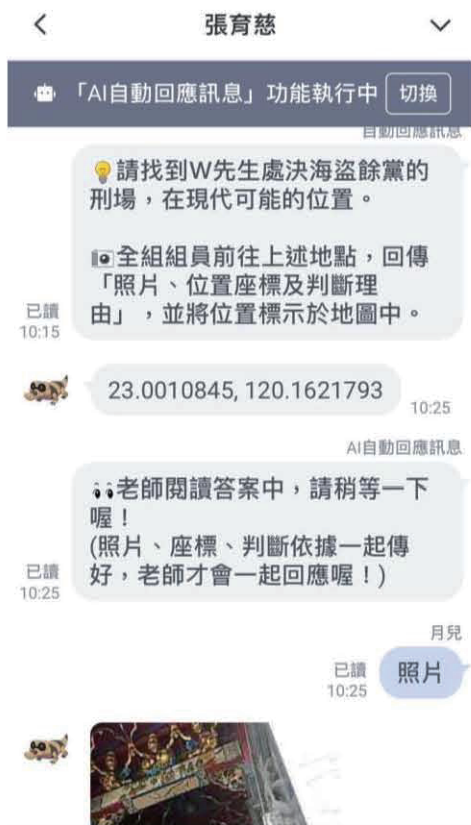 張育慈
「AI自動回應訊息」功能執行中 切換
自動回應訊息
💡請找到W先生處決海盜餘黨的
刑場,在現代可能的位置。
📷全組組員前往上述地點,回傳
「照片、位置座標及判斷理
由」,並將位置標示於地圖中。
已讀
10:15
23.0010845, 120.1621793
10:25
AI自動回應訊息
👀老師閱讀答案中,請稍等一下
喔!
(照片、座標、判斷依據一起傳
好,老師才會一起回應喔!)
已讀
10:25
月兒
照片
已讀
10:25